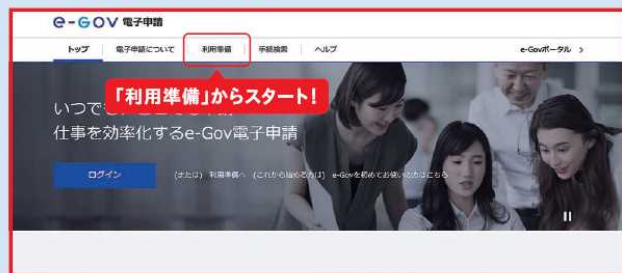 e-GOV 電子申請
トップ 電子申請について 利用準備 手続検索 ヘルプ e-Govポータル
「利用準備」からスタート!
いつでも
仕事を効率化するe-Gov電子申請
ログイン (または) 利用準備へ (これから始める方は) e-Govを初めてお使いの方はこちら